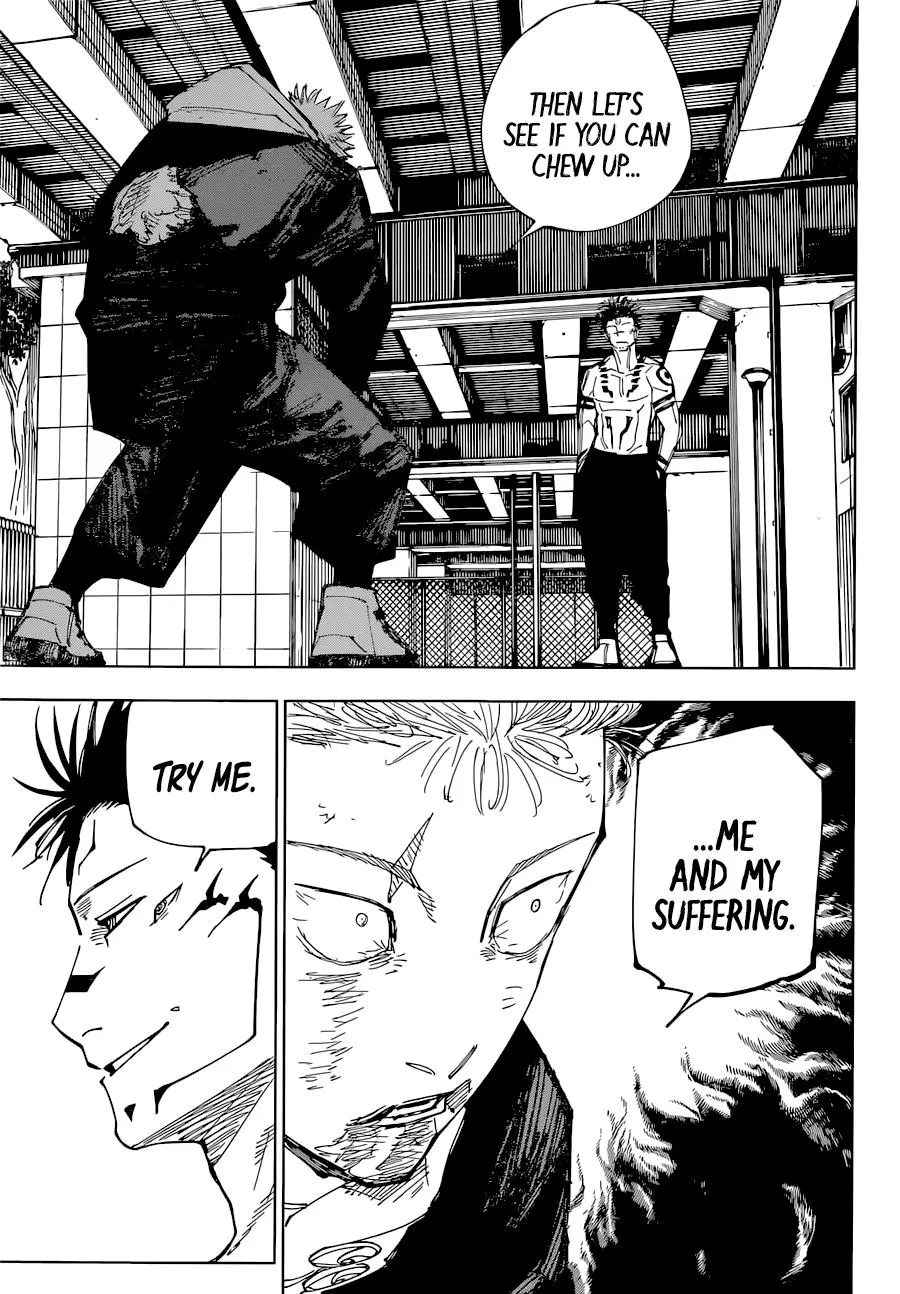 THEN LET'S
SEE IF YOU CAN
CHEW UP...
...ME
AND MY
SUFFERING.
TRY ME.